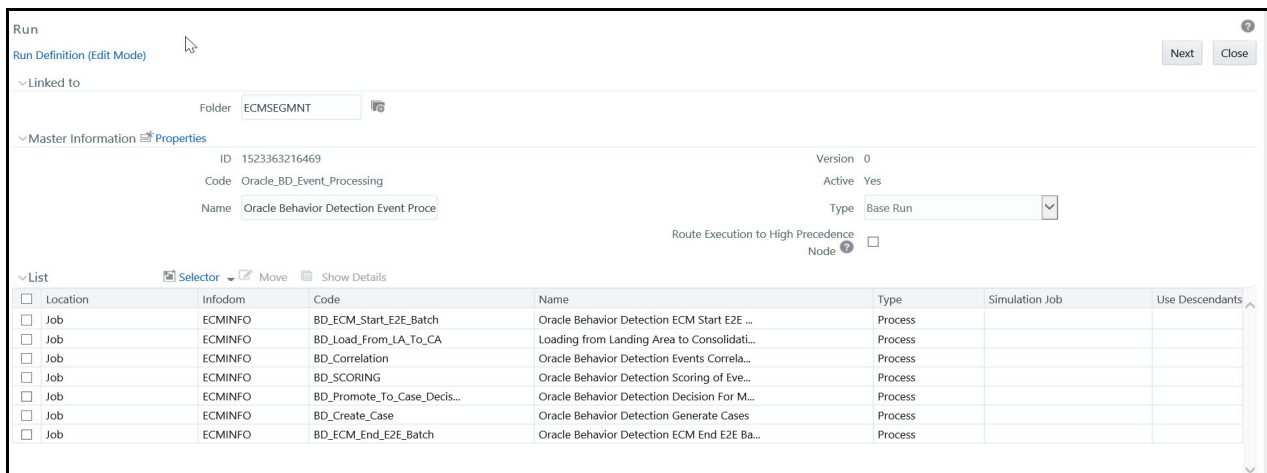 Run
Run Definition (Edit Mode)
Next Close
Linked to
Folder ECMSEGMNT
Master Information Properties
ID 1523363216469 Version 0
Code Oracle_BD_Event_Processing Active Yes
Name Oracle Behavior Detection Event Proce Type Base Run
Route Execution to High Precedence
Node ?
List Selector Move Show Details
Location Infodom Code Name Type Simulation Job Use Descendants
Job ECMINFO BD_ECM_Start_E2E_Batch Oracle Behavior Detection ECM Start E2E ... Process
Job ECMINFO BD_Load_From_LA_To_CA Loading from Landing Area to Consolidati... Process
Job ECMINFO BD_Correlation Oracle Behavior Detection Events Correla... Process
Job ECMINFO BD_SCORING Oracle Behavior Detection Scoring of Eve... Process
Job ECMINFO BD_Promote_To_Case_Decis... Oracle Behavior Detection Decision For M... Process
Job ECMINFO BD_Create_Case Oracle Behavior Detection Generate Cases Process
Job ECMINFO BD_ECM_End_E2E_Batch Oracle Behavior Detection ECM End E2E Ba... Process